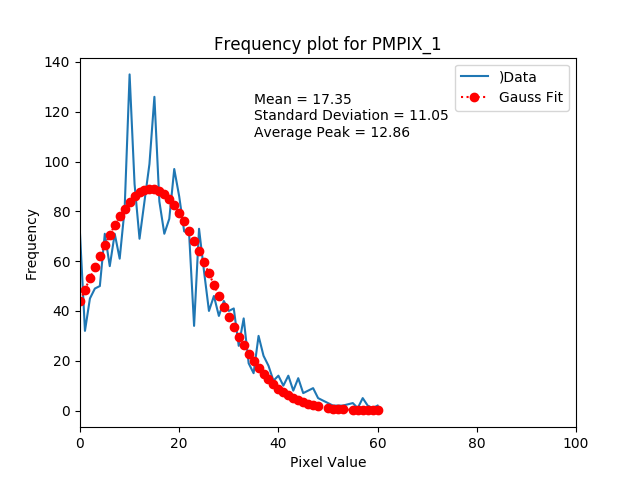 Frequency plot for PMPIX_1
)Data
Gauss Fit
Mean = 17.35
Standard Deviation = 11.05
Average Peak = 12.86
Frequency
140
120
100
80
60
40
20
0
0 20 40 60 80 100
Pixel Value